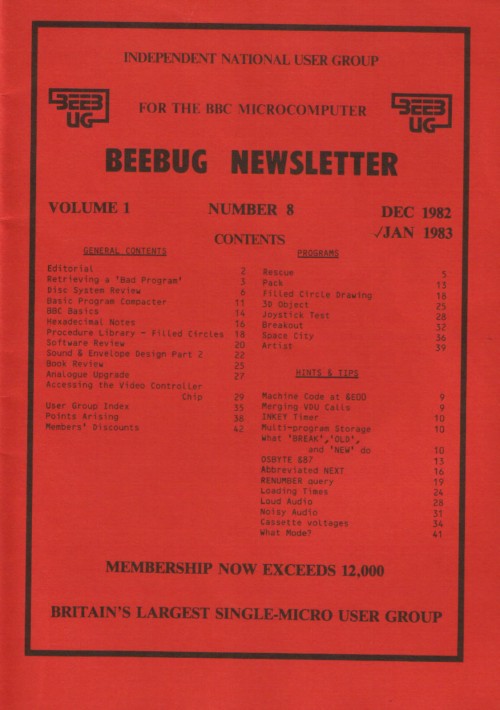 INDEPENDENT NATIONAL USER GROUP
BEEB UG
FOR THE BBC MICROCOMPUTER
BEEB UG
BEEBUG NEWSLETTER
VOLUME 1 NUMBER 8 DEC 1982
/JAN 1983
CONTENTS
GENERAL CONTENTS
Editorial 2
Retrieving a 'Bad Program' 3
Disc System Review 6
Basic Program Compacter 11
BBC Basics 14
Hexadecimal Notes 16
Procedure Library - Filled Circles 18
Software Review 20
Sound & Envelope Design Part 2 22
Book Review 25
Analogue Upgrade 27
Accessing the Video Controller
Chip 29
User Group Index 35
Points Arising 38
Members' Discounts 42
PROGRAMS
Rescue 5
Pack 13
Filled Circle Drawing 18
3D Object 25
Joystick Test 28
Breakout 32
Space City 36
Artist 39
HINTS & TIPS
Machine Code at &E00 9
Merging VDU Calls 9
INKEY Timer 10
Multi-program Storage 10
What 'BREAK','OLD',
and 'NEW' do 10
OSBYTE &87 13
Abbreviated NEXT 16
RENUMBER query 19
Loading Times 24
Loud Audio 28
Noisy Audio 31
Cassette voltages 34
What Mode? 41
MEMBERSHIP NOW EXCEEDS 12,000
BRITAIN'S LARGEST SINGLE-MICRO USER GROUP